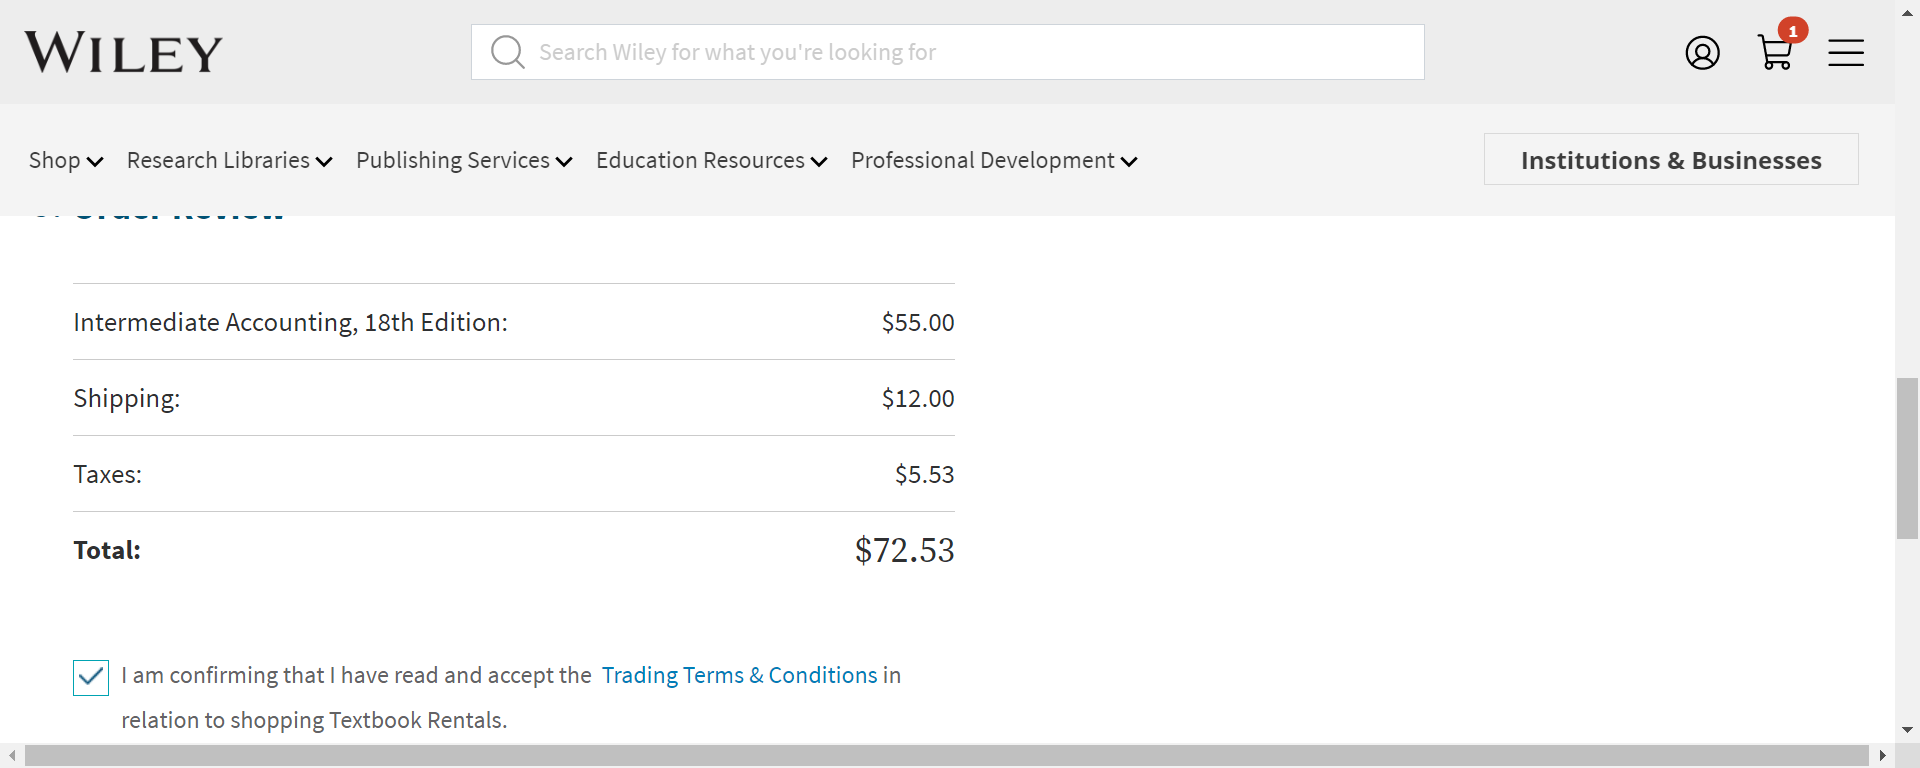 WILEY
Search Wiley for what you're looking for
1
Shop
Research Libraries
Publishing Services
Education Resources
Professional Development
Institutions & Businesses
Order Review
Intermediate Accounting, 18th Edition:
$55.00
Shipping:
$12.00
Taxes:
$5.53
Total:
$72.53
I am confirming that I have read and accept the Trading Terms & Conditions in
relation to shopping Textbook Rentals.